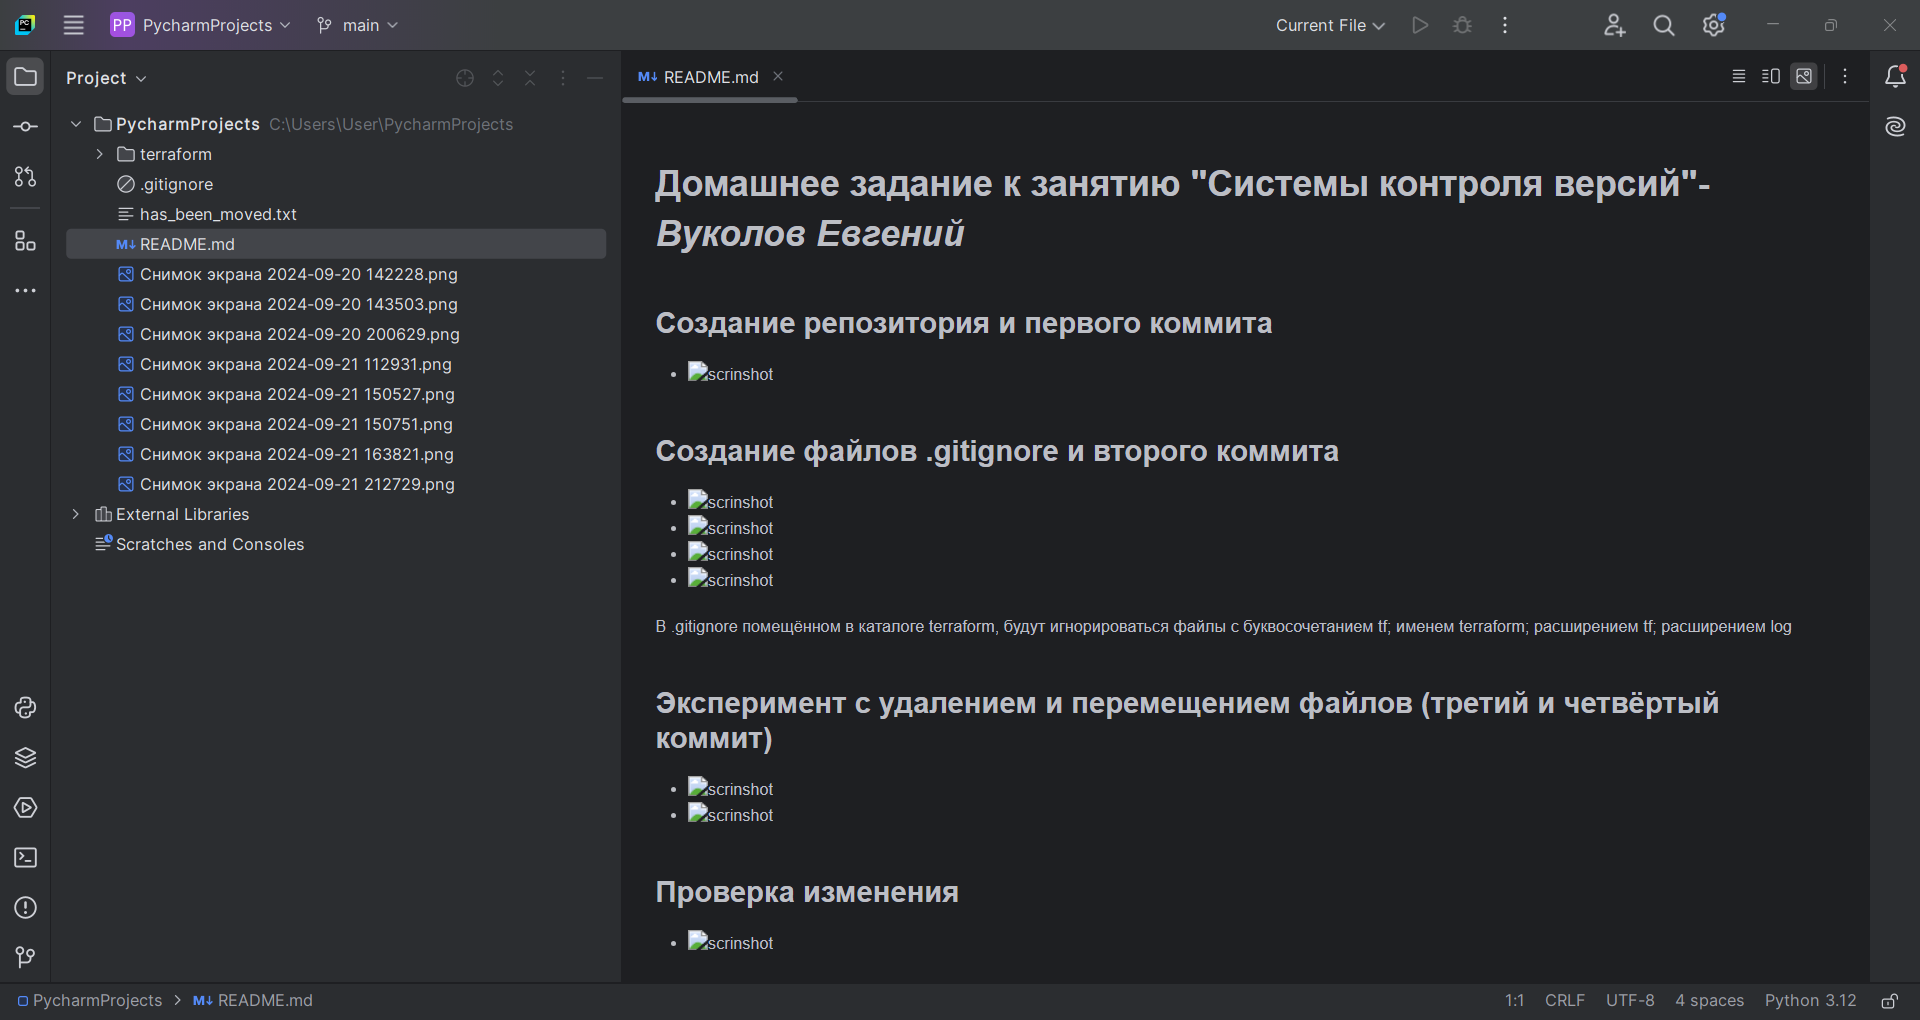 PP PycharmProjects main Current File
Project
README.md
PycharmProjects C:\Users\User\PycharmProjects
terraform
.gitignore
has_been_moved.txt
README.md
Снимок экрана 2024-09-20 142228.png
Снимок экрана 2024-09-20 143503.png
Снимок экрана 2024-09-20 200629.png
Снимок экрана 2024-09-21 112931.png
Снимок экрана 2024-09-21 150527.png
Снимок экрана 2024-09-21 150751.png
Снимок экрана 2024-09-21 163821.png
Снимок экрана 2024-09-21 212729.png
External Libraries
Scratches and Consoles
Домашнее задание к занятию "Системы контроля версий"-
Вуколов Евгений
Создание репозитория и первого коммита
scrinshot
Создание файлов .gitignore и второго коммита
scrinshot
scrinshot
scrinshot
scrinshot
В .gitignore помещённом в каталоге terraform, будут игнорироваться файлы с буквосочетанием tf; именем terraform; расширением tf; расширением log
Эксперимент с удалением и перемещением файлов (третий и четвёртый
коммит)
scrinshot
scrinshot
Проверка изменения
scrinshot
PycharmProjects README.md 1:1 CRLF UTF-8 4 spaces Python 3.12